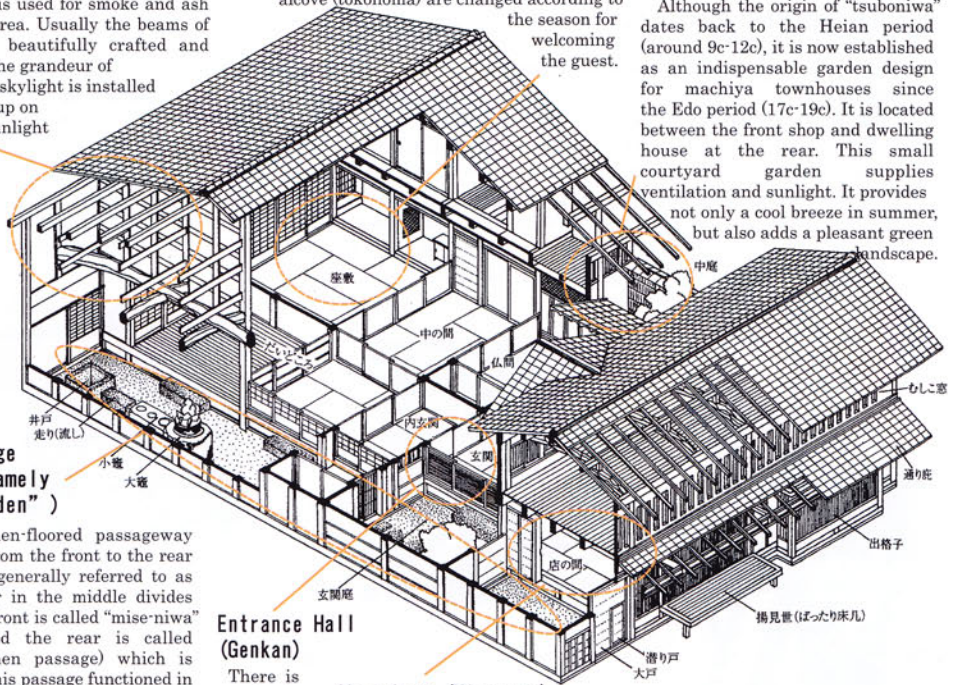 is used for smoke and ash
rea. Usually the beams of
beautifully crafted and
he grandeur of
skylight is installed
up on
nlight
alcove (tokonoma) are changed according to
the season for
welcoming
the guest.
Although the origin of “tsuboniwa”
dates back to the Heian period
(around 9c-12c), it is now established
as an indispensable garden design
for machiya townhouses since
the Edo period (17c-19c). It is located
between the front shop and dwelling
house at the rear. This small
courtyard garden supplies
ventilation and sunlight. It provides
not only a cool breeze in summer,
but also adds a pleasant green
landscape.
中庭
座敷
中の間
仏間
だいどころ
むしこ窓
井戸
走り(流し)
小竈
大竈
内玄関
玄関
通り庇
店の間
出格子
玄関庭
揚見世(ばったり床几)
潜り戸
大戸
ge
amely
den” )
en-floored passageway
om the front to the rear
generally referred to as
r in the middle divides
ront is called “mise-niwa”
d the rear is called
hen passage) which is
his passage functioned in
Entrance Hall
(Genkan)
There is